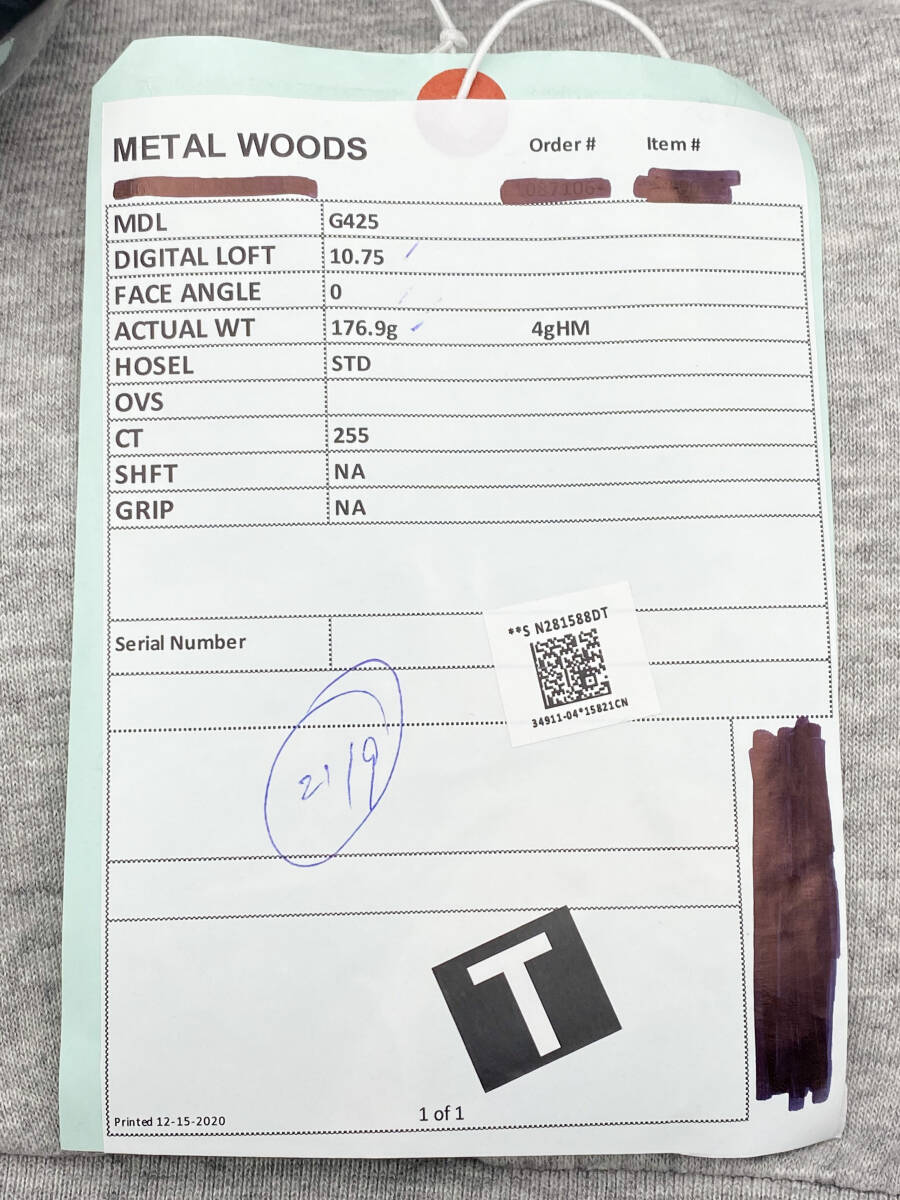 METAL WOODS
Order # Item #
087106
MDL G425
DIGITAL LOFT 10.75
FACE ANGLE 0
ACTUAL WT 176.9g 4gHM
HOSEL STD
OVS
CT 255
SHFT NA
GRIP NA
**S N281588DT
Serial Number
34911-04*15821CN
21/9
T
Printed 12-15-2020 1 of 1